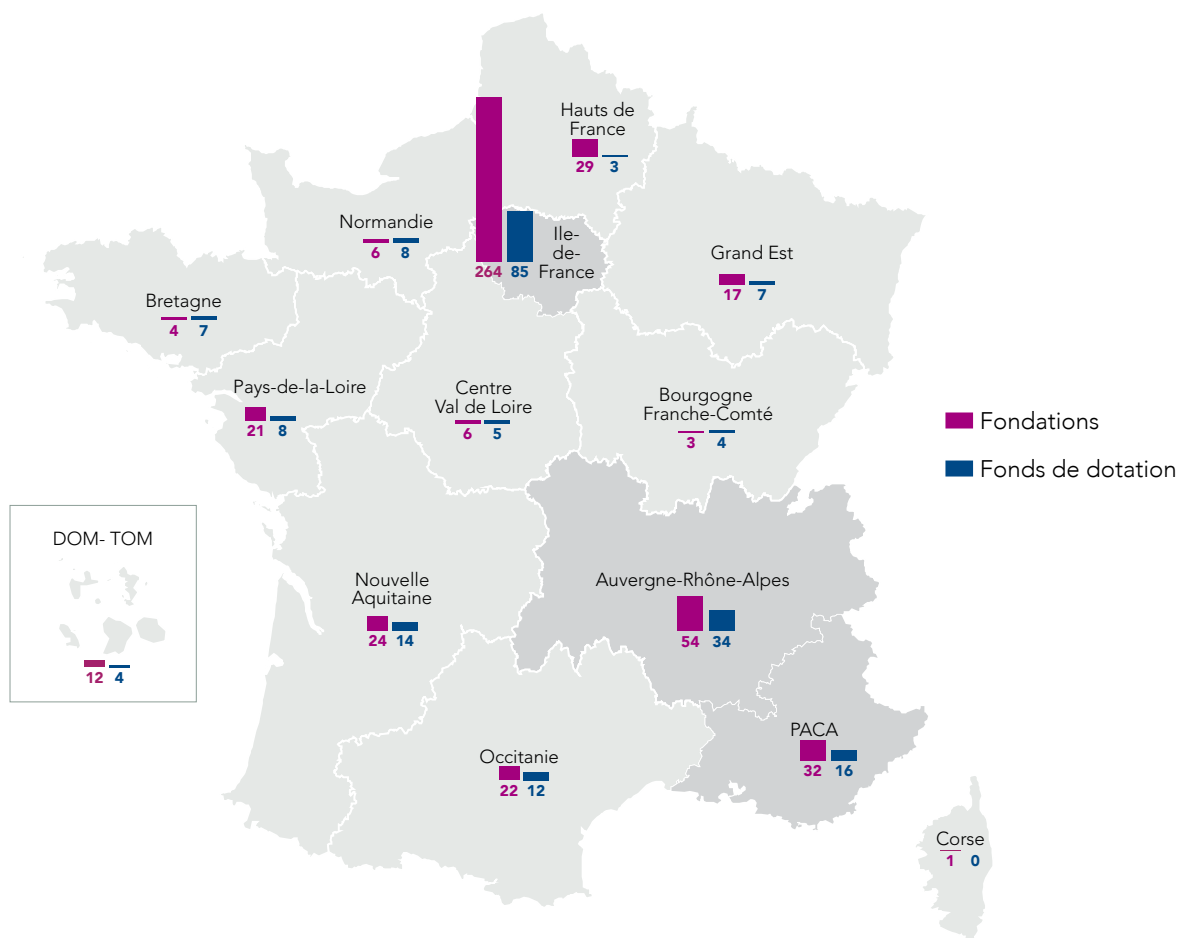 Hauts de
France
29 3
Normandie
6 8
Ile-
de-
France
264 85
Grand Est
17 7
Bretagne
4 7
Pays-de-la-Loire
21 8
Centre
Val de Loire
6 5
Bourgogne
Franche-Comté
3 4
Fondations
Fonds de dotation
DOM- TOM
12 4
Nouvelle
Aquitaine
24 14
Auvergne-Rhône-Alpes
54 34
PACA
32 16
Occitanie
22 12
Corse
1 0